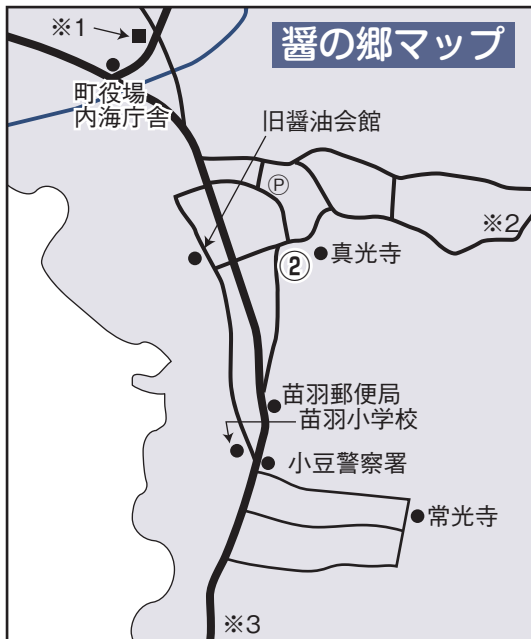 醤の郷マップ
※1
町役場
内海庁舎
旧醤油会館
Ⓟ
※2
②
真光寺
苗羽郵便局
苗羽小学校
小豆警察署
常光寺
※3